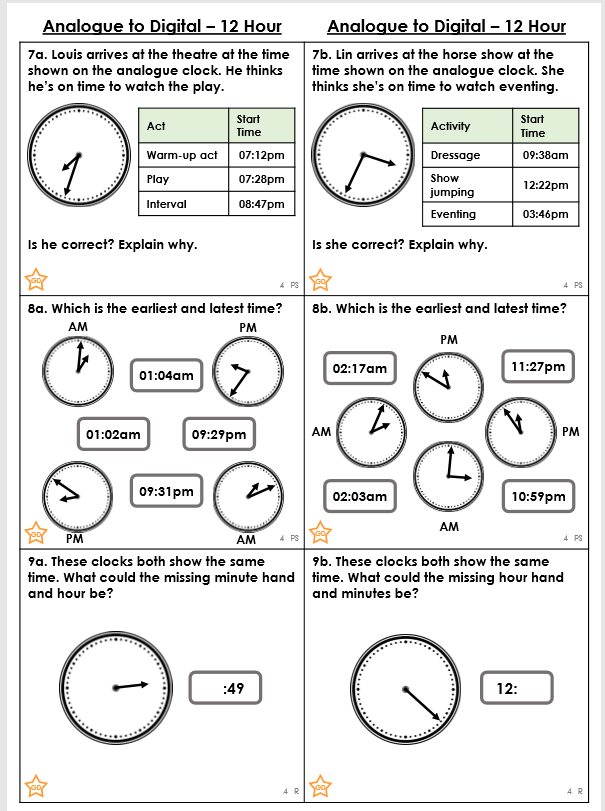 Analogue to Digital – 12 Hour
Analogue to Digital – 12 Hour
7a. Louis arrives at the theatre at the time
shown on the analogue clock. He thinks
he's on time to watch the play.
Act Start Time
Warm-up act 07:12pm
Play 07:28pm
Interval 08:47pm
Is he correct? Explain why.
GD
4 PS
7b. Lin arrives at the horse show at the
time shown on the analogue clock. She
thinks she's on time to watch eventing.
Activity Start Time
Dressage 09:38am
Show jumping 12:22pm
Eventing 03:46pm
Is she correct? Explain why.
GD
4 PS
8a. Which is the earliest and latest time?
AM
PM
01:04am
01:02am
09:29pm
09:31pm
PM
AM
GD
4 PS
8b. Which is the earliest and latest time?
PM
02:17am
11:27pm
AM
PM
02:03am
10:59pm
AM
GD
4 PS
9a. These clocks both show the same
time. What could the missing minute hand
and hour be?
:49
GD
4 R
9b. These clocks both show the same
time. What could the missing hour hand
and minutes be?
12:
GD
4 R